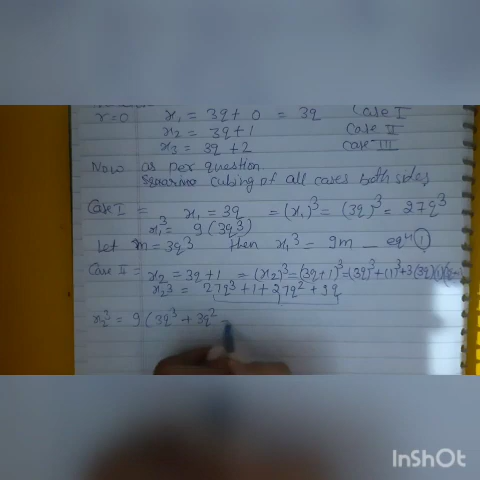 r=0 x₁ = 3q + 0 = 3q Case I
x₂ = 3q+1 Case II
x₃ = 3q +2 Case III
Now as per question
cubing of all cases both sides
Case I = x₁ = 3q = (x₁)³ = (3q)³ = 27q³
x₁³ = 9(3q³)
Let m = 3q³ Then x₁³ = 9m _ eqⁿ ①
Case II = x₂ = 3q+1 = (x₂)³ = (3q+1)³ = (3q)³+(1)³+3(3q)(1)
x₂³ = 27q³+1+27q²+9q
x₂³ = 9(3q³+3q²
InShOt